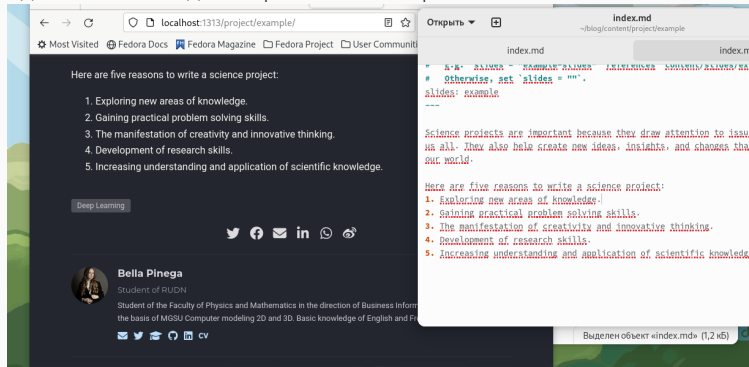 localhost:1313/project/example/
Most Visited Fedora Docs Fedora Magazine Fedora Project User Communiti
Here are five reasons to write a science project:
1. Exploring new areas of knowledge.
2. Gaining practical problem solving skills.
3. The manifestation of creativity and innovative thinking.
4. Development of research skills.
5. Increasing understanding and application of scientific knowledge.
Deep Learning
Bella Pinega
Student of RUDN
Student of the Faculty of Physics and Mathematics in the direction of Business Inform
the basis of MGSU Computer modeling 2D and 3D. Basic knowledge of English and Fre
CV
Открыть
index.md
~/blog/content/project/example
index.md
index.m
# Otherwise, set `slides = ""`.
slides: example
---
Science projects are important because they draw attention to issu
us all. They also help create new ideas, insights, and changes tha
our world.
Here are five reasons to write a science project:
1. Exploring new areas of knowledge.
2. Gaining practical problem solving skills.
3. The manifestation of creativity and innovative thinking.
4. Development of research skills.
5. Increasing understanding and application of scientific knowledg
Выделен объект «index.md» (1,2 кБ)